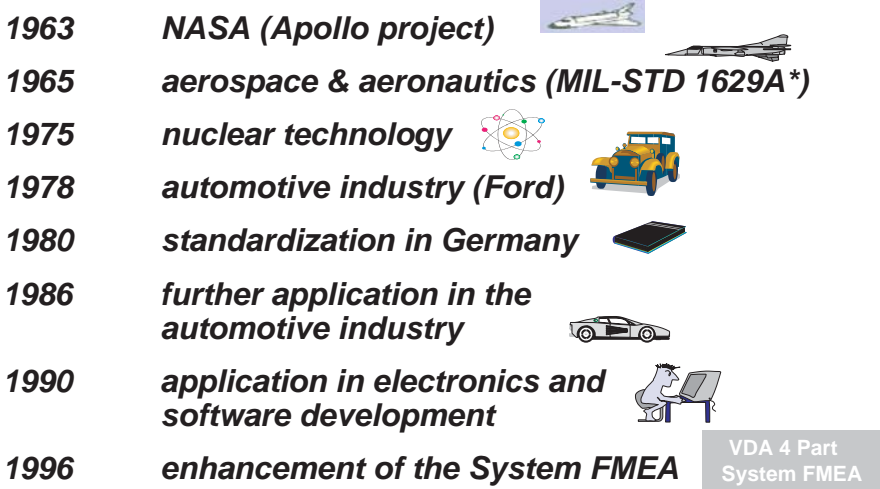 1963 NASA (Apollo project)
1965 aerospace & aeronautics (MIL-STD 1629A*)
1975 nuclear technology
1978 automotive industry (Ford)
1980 standardization in Germany
1986 further application in the
automotive industry
1990 application in electronics and
software development
1996 enhancement of the System FMEA
VDA 4 Part
System FMEA